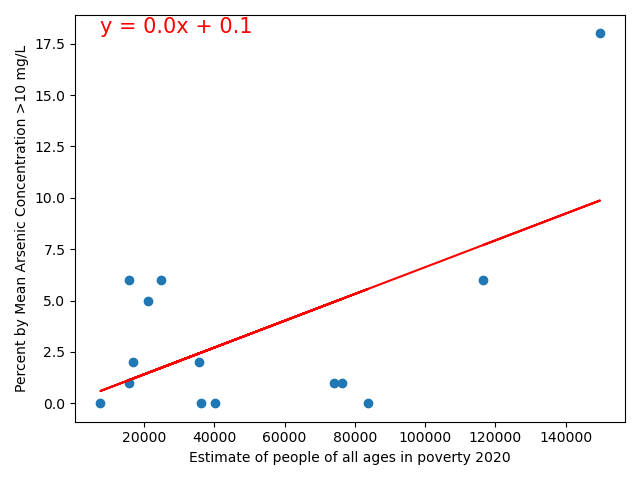 y = 0.0x + 0.1
17.5
15.0
12.5
10.0
7.5
5.0
2.5
0.0
Percent by Mean Arsenic Concentration >10 mg/L
20000 40000 60000 80000 100000 120000 140000
Estimate of people of all ages in poverty 2020